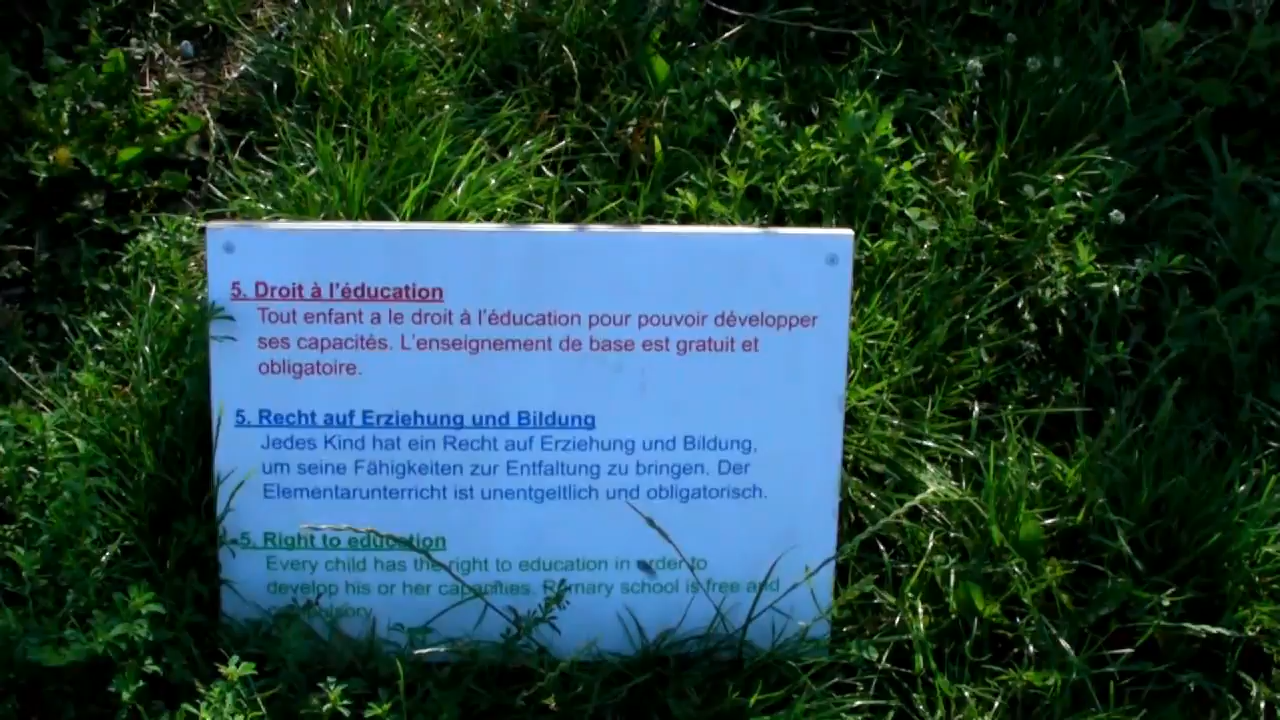 5. Droit à l'éducation
Tout enfant a le droit à l'éducation pour pouvoir développer
ses capacités. L'enseignement de base est gratuit et
obligatoire.
5. Recht auf Erziehung und Bildung
Jedes Kind hat ein Recht auf Erziehung und Bildung,
um seine Fähigkeiten zur Entfaltung zu bringen. Der
Elementarunterricht ist unentgeltlich und obligatorisch.
5. Right to education
Every child has the right to education in order to
develop his or her school is free and